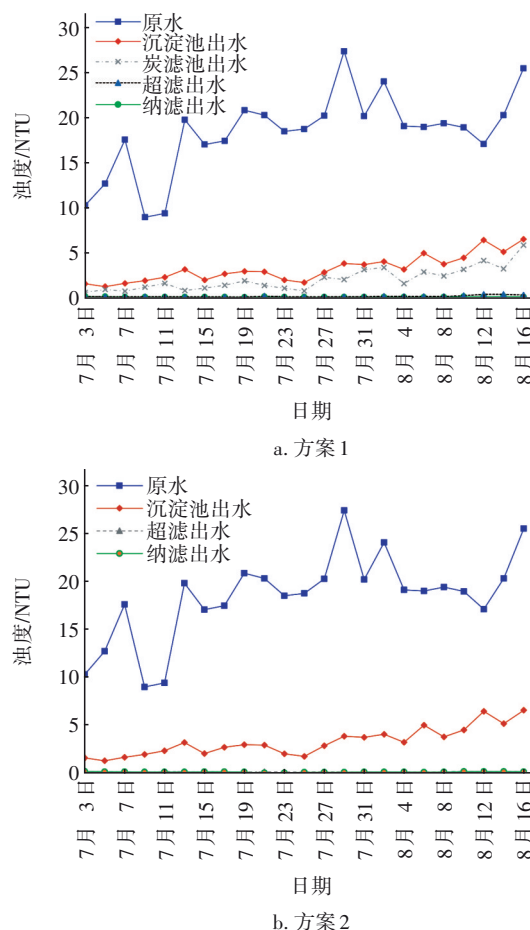 30
25
20
15
10
5
0
浊度/NTU
原水
沉淀池出水
炭滤池出水
超滤出水
纳滤出水
7月 3日
7月 7日
7月 11日
7月 15日
7月 19日
7月 23日
7月 27日
7月 31日
8月 4日
8月 8日
8月 12日
8月 16日
日期
a. 方案1
30
25
20
15
10
5
0
浊度/NTU
原水
沉淀池出水
超滤出水
纳滤出水
7月 3日
7月 7日
7月 11日
7月 15日
7月 19日
7月 23日
7月 27日
7月 31日
8月 4日
8月 8日
8月 12日
8月 16日
日期
b. 方案2